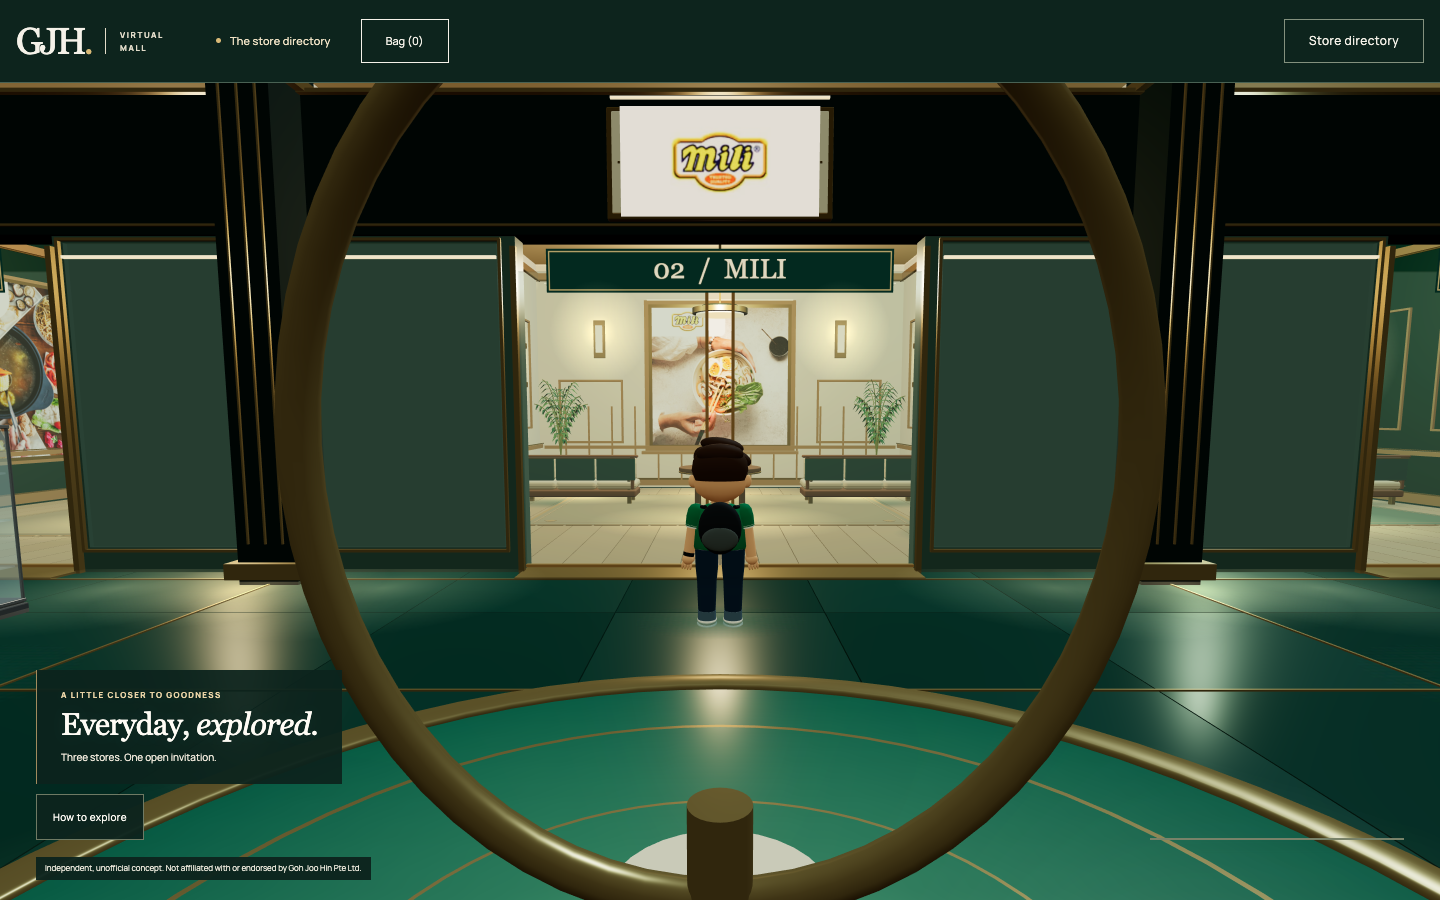 GJH.
VIRTUAL
MALL
The store directory
Bag (0)
Store directory
mili®
02 / MILI
mili
A LITTLE CLOSER TO GOODNESS
Everyday, explored.
Three stores. One open invitation.
How to explore
Independent, unofficial concept. Not affiliated with or endorsed by Goh Joo Hin Pte Ltd.